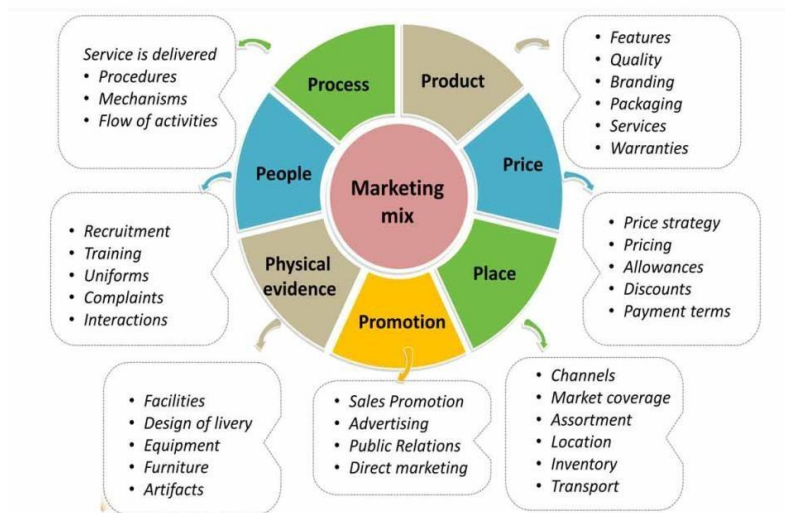 Marketing
mix
Process
Service is delivered
• Procedures
• Mechanisms
• Flow of activities
Product
• Features
• Quality
• Branding
• Packaging
• Services
• Warranties
Price
• Price strategy
• Pricing
• Allowances
• Discounts
• Payment terms
Place
• Channels
• Market coverage
• Assortment
• Location
• Inventory
• Transport
Promotion
• Sales Promotion
• Advertising
• Public Relations
• Direct marketing
Physical
evidence
• Facilities
• Design of livery
• Equipment
• Furniture
• Artifacts
People
• Recruitment
• Training
• Uniforms
• Complaints
• Interactions